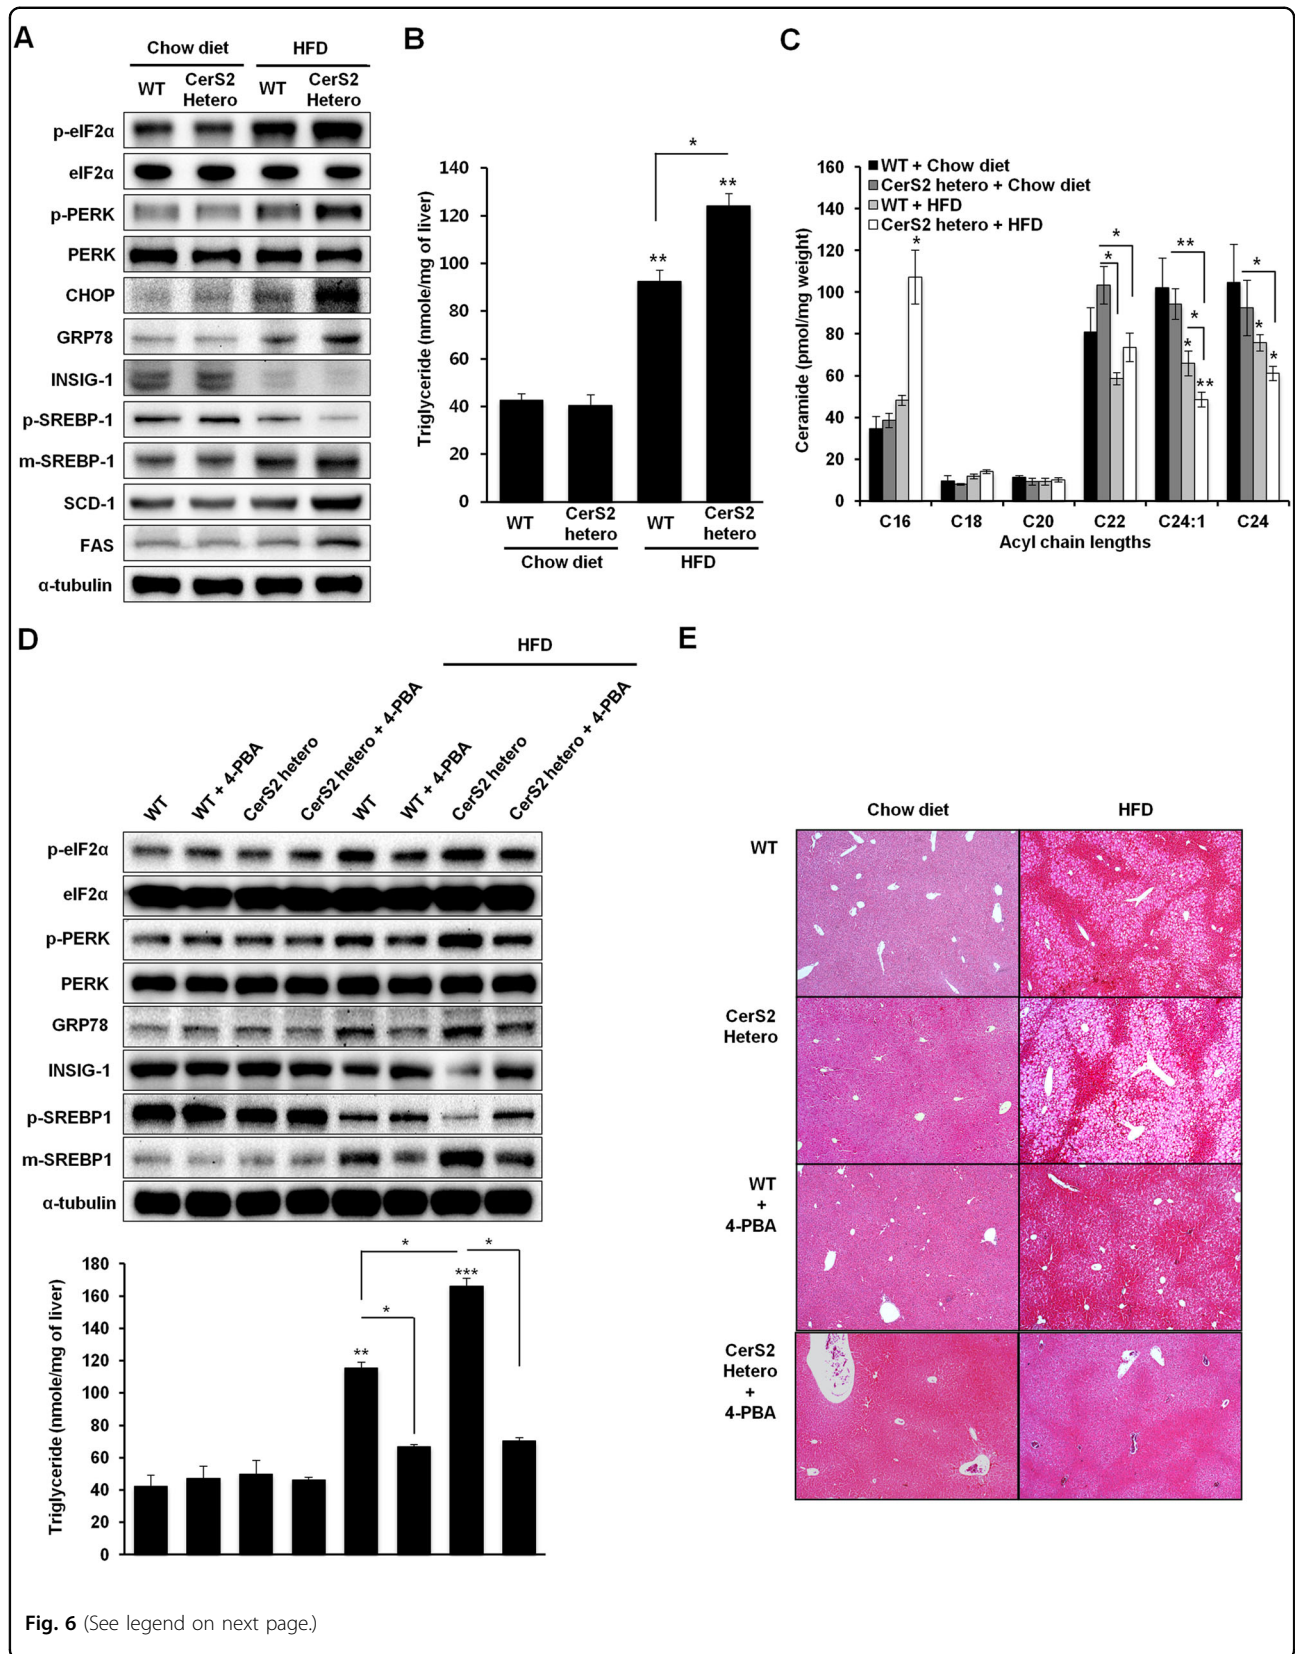 A
Chow diet HFD
WT CerS2 Hetero WT CerS2 Hetero
p-eIF2α
eIF2α
p-PERK
PERK
CHOP
GRP78
INSIG-1
p-SREBP-1
m-SREBP-1
SCD-1
FAS
α-tubulin
B
Triglyceride (nmole/mg of liver)
140
120
100
80
60
40
20
0
*
**
**
WT CerS2 hetero WT CerS2 hetero
Chow diet HFD
C
Ceramide (pmol/mg weight)
160
140
120
100
80
60
40
20
0
WT + Chow diet
CerS2 hetero + Chow diet
WT + HFD
CerS2 hetero + HFD
*
* *
** * * **
* * *
C16 C18 C20 C22 C24:1 C24
Acyl chain lengths
D
HFD
WT
WT + 4-PBA
CerS2 hetero
CerS2 hetero + 4-PBA
WT
WT + 4-PBA
CerS2 hetero
CerS2 hetero + 4-PBA
p-eIF2α
eIF2α
p-PERK
PERK
GRP78
INSIG-1
p-SREBP1
m-SREBP1
α-tubulin
Triglyceride (nmole/mg of liver)
180
160
140
120
100
80
60
40
20
0
* *
***
*
**
E
Chow diet HFD
WT
CerS2
Hetero
WT
+
4-PBA
CerS2
Hetero
+
4-PBA
Fig. 6 (See legend on next page.)